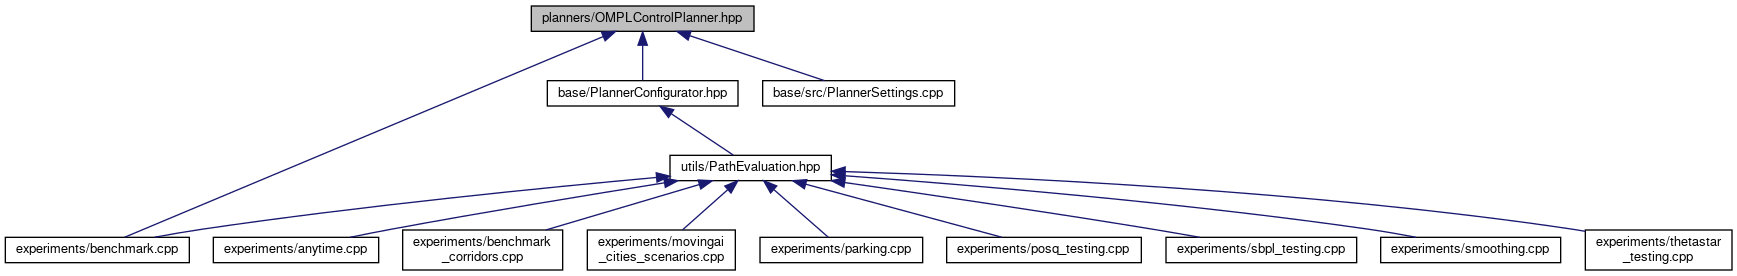 planners/OMPLControlPlanner.hpp
base/PlannerConfigurator.hpp
base/src/PlannerSettings.cpp
utils/PathEvaluation.hpp
experiments/benchmark.cpp
experiments/anytime.cpp
experiments/benchmark
_corridors.cpp
experiments/movingai
_cities_scenarios.cpp
experiments/parking.cpp
experiments/posq_testing.cpp
experiments/sbpl_testing.cpp
experiments/smoothing.cpp
experiments/thetastar
_testing.cpp